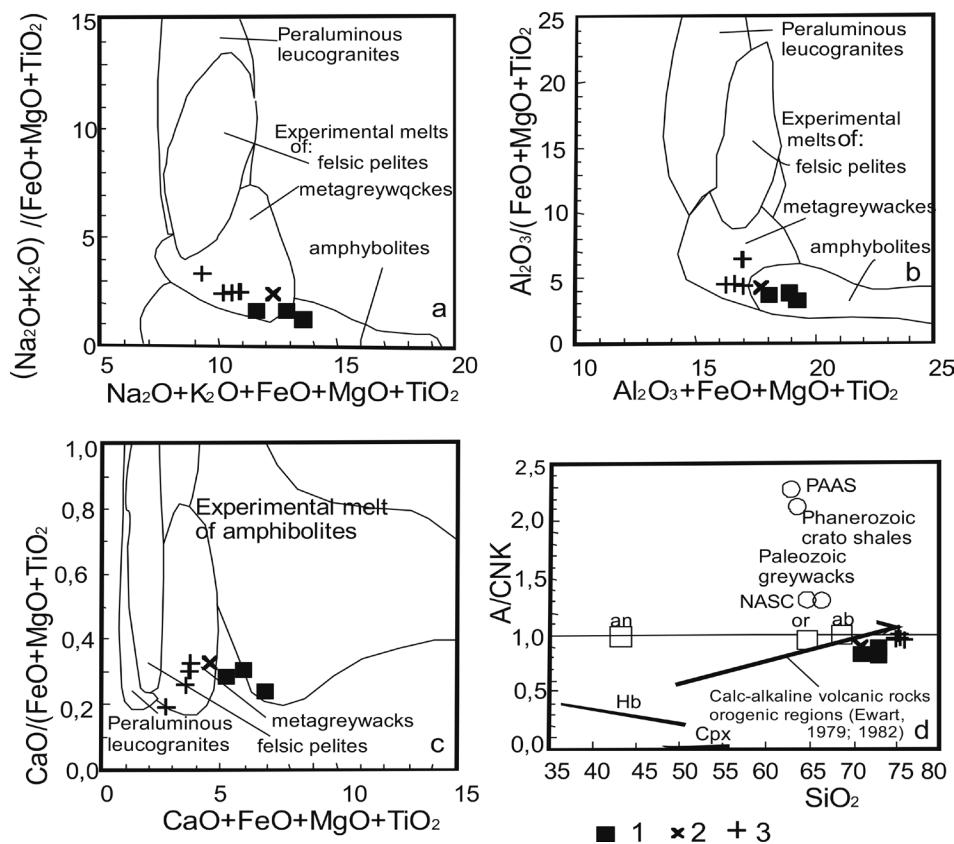 15
10
5
0
(Na₂O+K₂O) /(FeO+MgO+TiO₂)
Peraluminous
leucogranites
Experimental melts
of:
felsic pelites
metagreywqckes
amphybolites
a
5
10
15
20
Na₂O+K₂O+FeO+MgO+TiO₂
25
20
15
10
5
0
Al₂O₃/( FeO+MgO+TiO₂
Peraluminous
leucogranites
Experimental
melts of:
felsic pelites
metagreywackes
amphybolites
b
10
15
20
25
Al₂O₃+FeO+MgO+TiO₂
1,0
0,8
0,6
0,4
0,2
0,0
CaO/(FeO+MgO+TiO₂
Experimental melt
of amphibolites
Peraluminous
leucogranites
metagreywacks
felsic pelites
c
0
5
10
15
CaO+FeO+MgO+TiO₂
2,5
2,0
1,5
1,0
0,5
0,0
A/CNK
PAAS
Phanerozoic
crato shales
Paleozoic
greywacks
NASC
an
or
ab
Hb
Cpx
Calc-alkaline volcanic rocks
orogenic regions (Ewart,
1979; 1982)
d
35
40
50
60
70
80
SiO₂
1
2
3